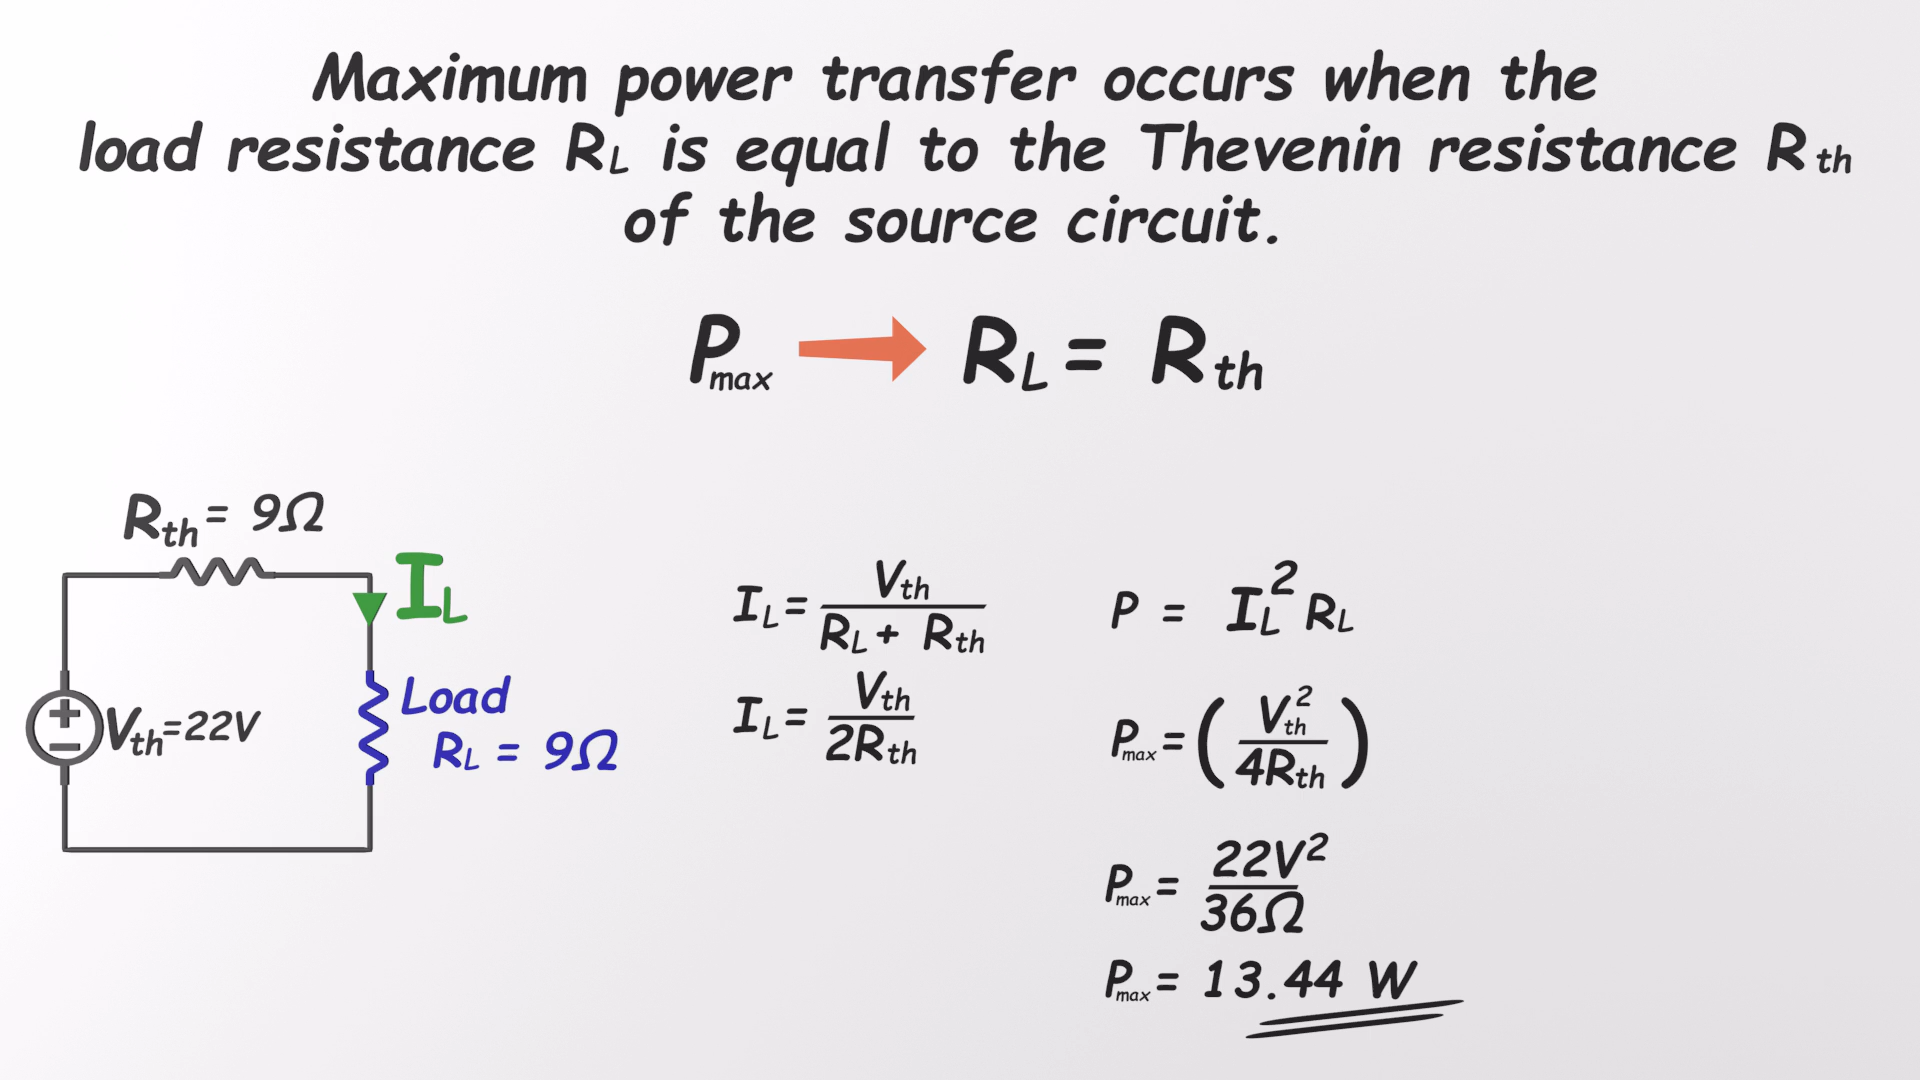 Maximum power transfer occurs when the
load resistance RL is equal to the Thevenin resistance Rth
of the source circuit.
Pmax → RL = Rth
Rth = 9Ω
IL
Vth=22V
Load
RL = 9Ω
IL = Vth / RL + Rth
IL = Vth / 2Rth
P = IL² RL
Pmax = (Vth² / 4Rth)
Pmax = 22V² / 36Ω
Pmax = 13.44 W